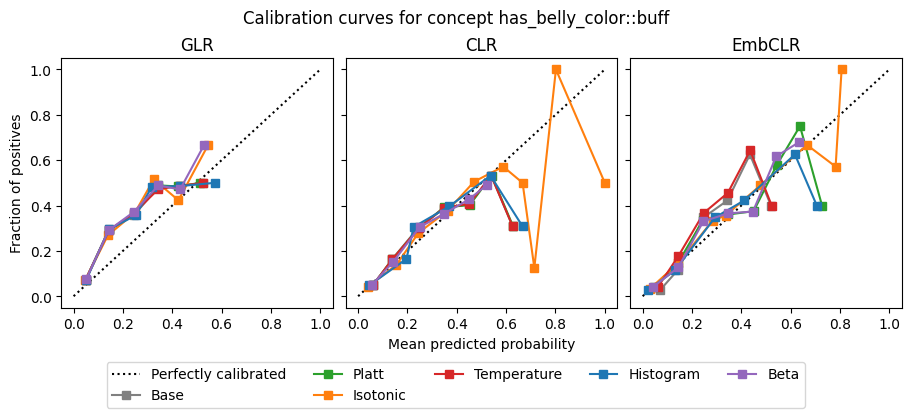 Calibration curves for concept has_belly_color::buff
GLR
CLR
EmbCLR
Fraction of positives
1.0
0.8
0.6
0.4
0.2
0.0
0.0 0.2 0.4 0.6 0.8 1.0
0.0 0.2 0.4 0.6 0.8 1.0
0.0 0.2 0.4 0.6 0.8 1.0
Mean predicted probability
Perfectly calibrated Platt Temperature Histogram Beta
Base Isotonic